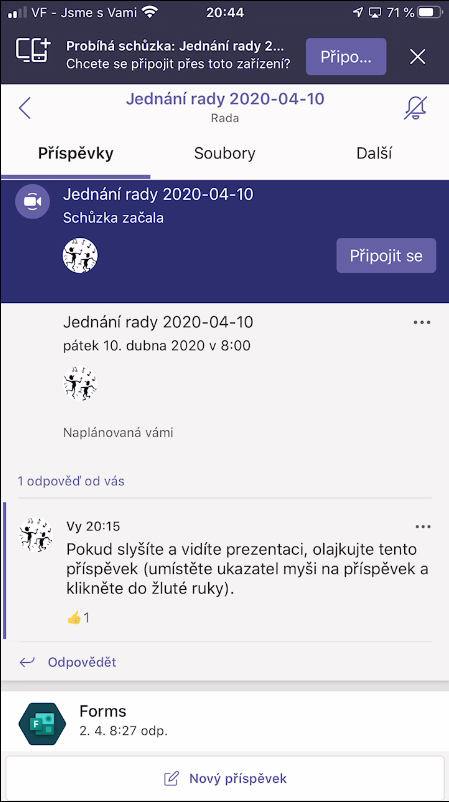 VF - Jsme s Vami
20:44
71 %
Probíhá schůzka: Jednání rady 2...
Chcete se připojit přes toto zařízení?
Připo...
Jednání rady 2020-04-10
Rada
Příspěvky
Soubory
Další
Jednání rady 2020-04-10
Schůzka začala
Připojit se
Jednání rady 2020-04-10
pátek 10. dubna 2020 v 8:00
Naplánovaná vámi
1 odpověď od vás
Vy 20:15
Pokud slyšíte a vidíte prezentaci, olajkujte tento
příspěvek (umístěte ukazatel myši na příspěvek a
klikněte do žluté ruky).
1
Odpovědět
F
Forms
2. 4. 8:27 odp.
Nový příspěvek